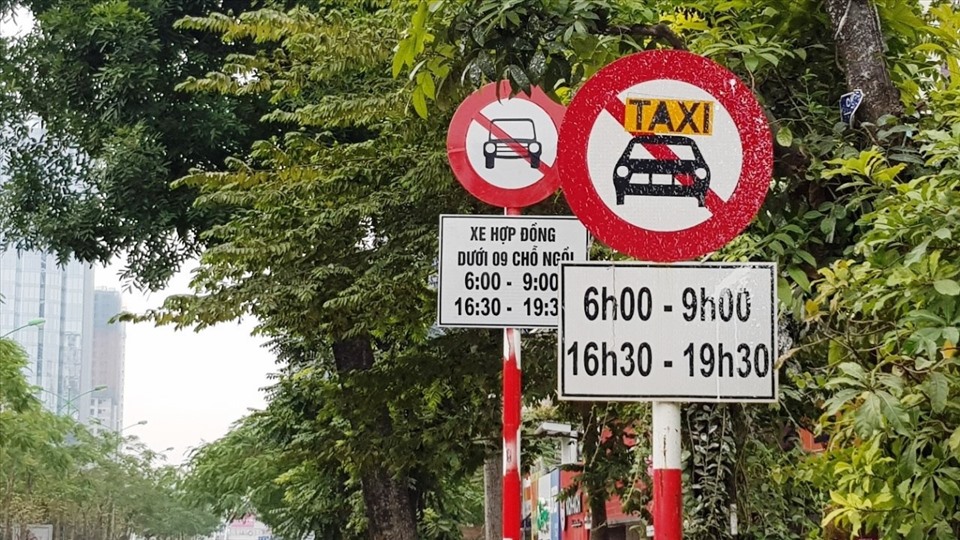 XE HỢP ĐỒNG
DƯỚI 09 CHỖ NGỒI
6:00 - 9:00
16:30 - 19:3
TAXI
6h00 - 9h00
16h30 - 19h30